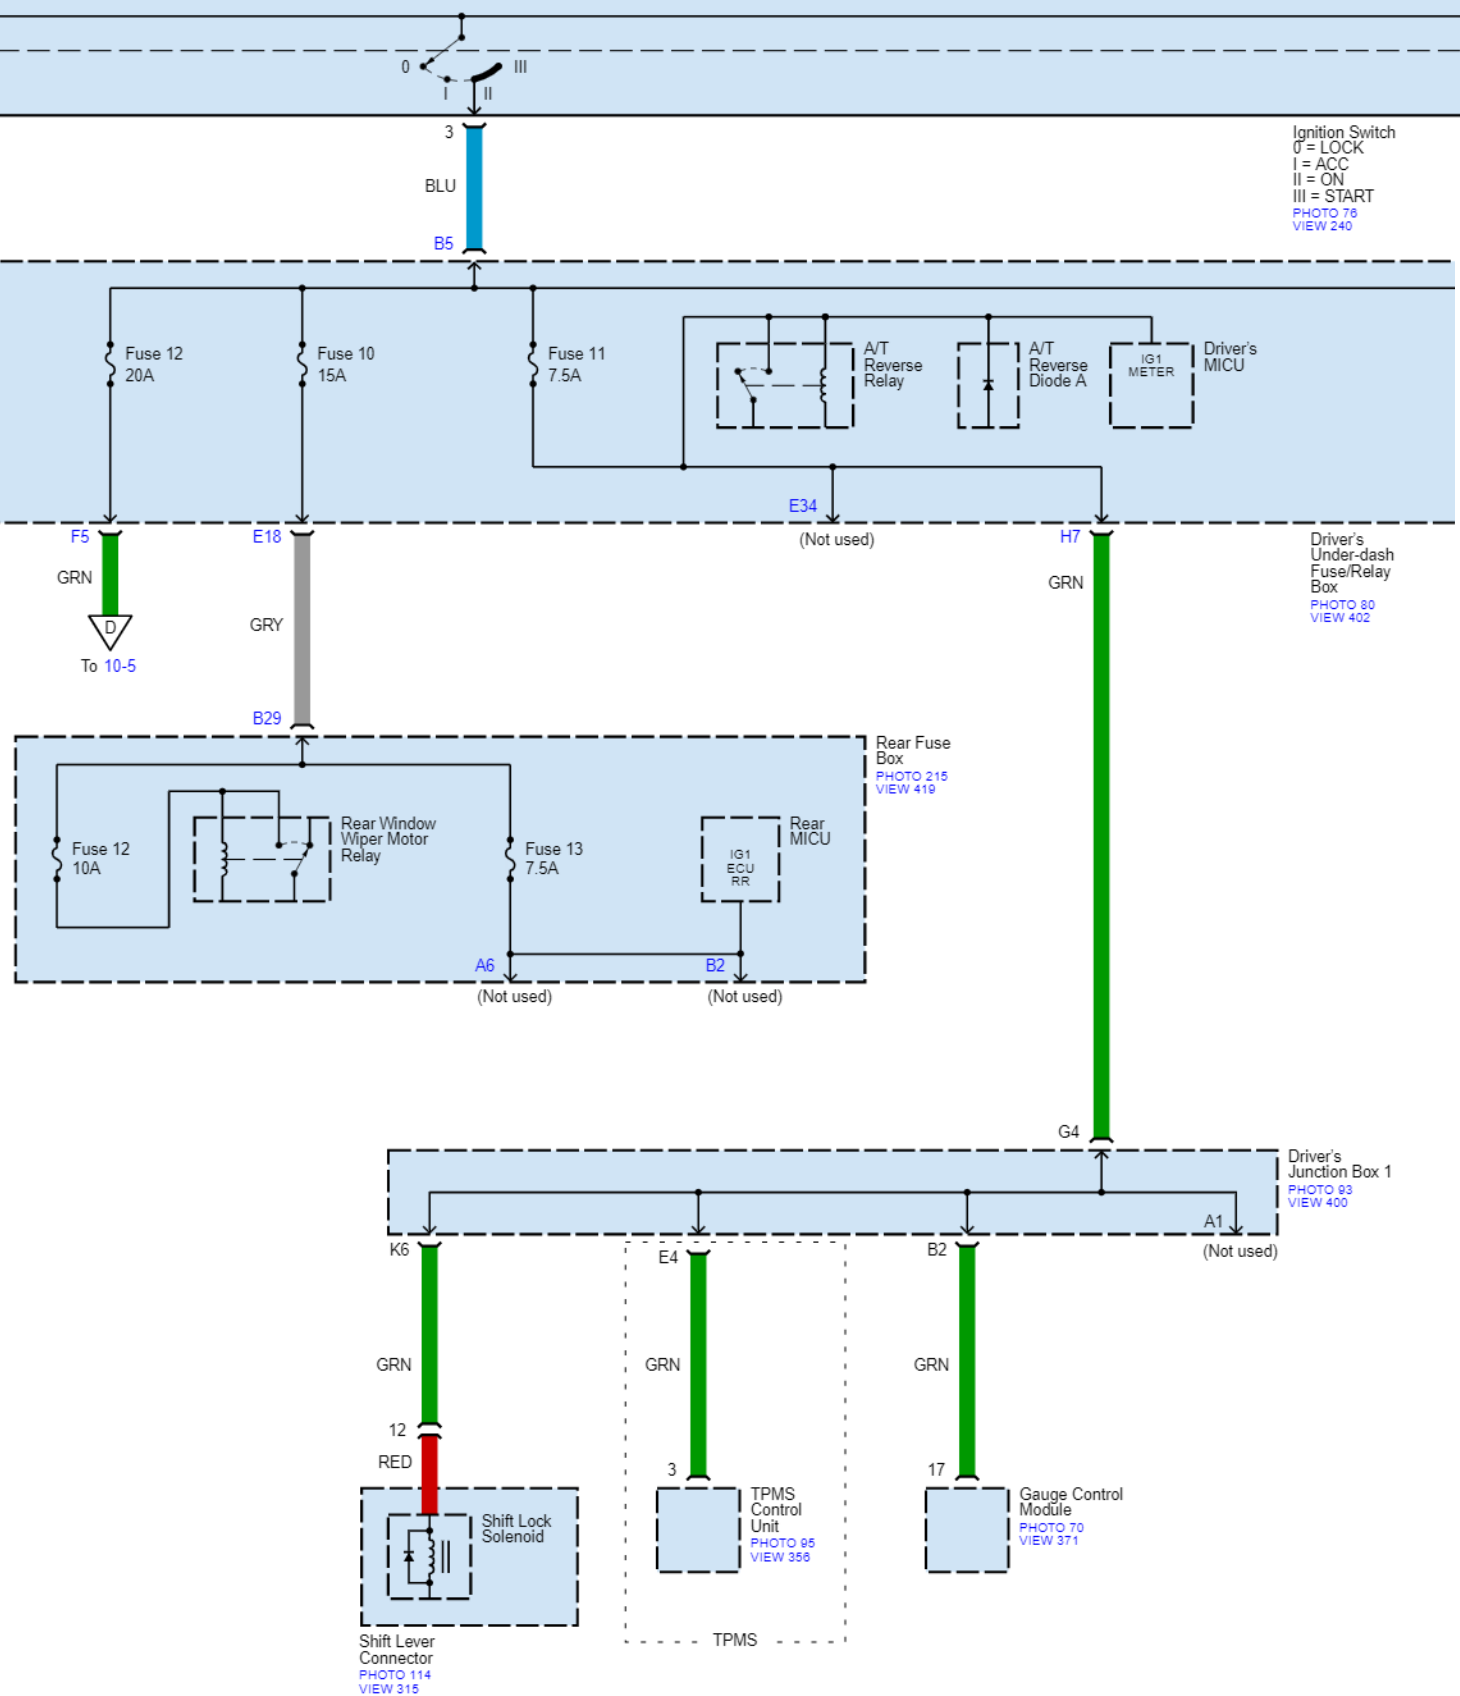 0
III
I
II
3
Ignition Switch
0 = LOCK
I = ACC
II = ON
III = START
PHOTO 76
VIEW 240
BLU
B5
Fuse 12
20A
Fuse 10
15A
Fuse 11
7.5A
A/T
Reverse
Relay
A/T
Reverse
Diode A
IG1
METER
Driver's
MICU
E34
F5
E18
(Not used)
H7
Driver's
Under-dash
Fuse/Relay
Box
PHOTO 80
VIEW 402
GRN
GRN
D
GRY
To 10-5
B29
Rear Fuse
Box
PHOTO 215
VIEW 419
Fuse 12
10A
Rear Window
Wiper Motor
Relay
Fuse 13
7.5A
IG1
ECU
RR
Rear
MICU
A6
B2
(Not used)
(Not used)
G4
Driver's
Junction Box 1
PHOTO 93
VIEW 400
A1
K6
E4
B2
(Not used)
GRN
GRN
GRN
12
RED
3
17
Shift Lock
Solenoid
TPMS
Control
Unit
PHOTO 95
VIEW 356
Gauge Control
Module
PHOTO 70
VIEW 371
TPMS
Shift Lever
Connector
PHOTO 114
VIEW 315